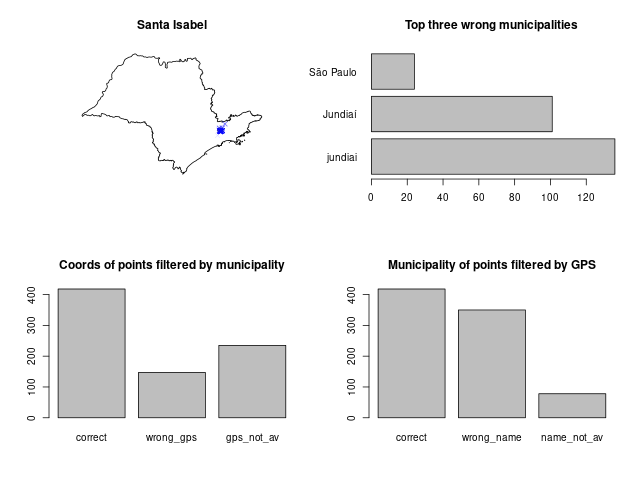 Santa Isabel
Top three wrong municipalities
São Paulo
Jundiaí
jundiai
0 20 40 60 80 100 120
Coords of points filtered by municipality
400
300
200
100
0
correct wrong_gps gps_not_av
Municipality of points filtered by GPS
400
300
200
100
0
correct wrong_name name_not_av